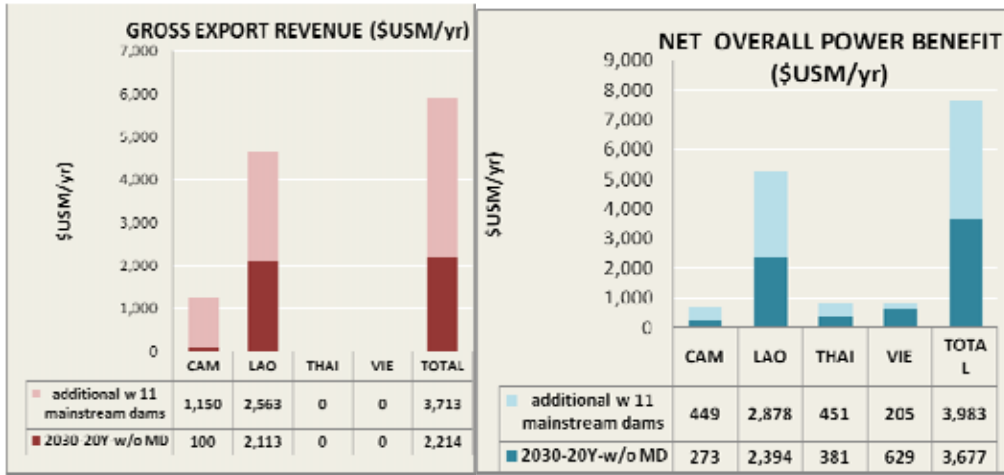 GROSS EXPORT REVENUE ($USM/yr)
7,000
6,000
5,000
4,000
3,000
2,000
1,000
0
$USM/yr)
CAM LAO THAI VIE TOTAL
additional w 11 mainstream dams 1,150 2,563 0 0 3,713
2030-20Y-w/o MD 100 2,113 0 0 2,214
NET OVERALL POWER BENEFIT
($USM/yr)
9,000
8,000
7,000
6,000
5,000
4,000
3,000
2,000
1,000
0
$USM/yr)
CAM LAO THAI VIE TOTA
L
additional w 11 mainstream dams 449 2,878 451 205 3,983
2030-20Y-w/o MD 273 2,394 381 629 3,677